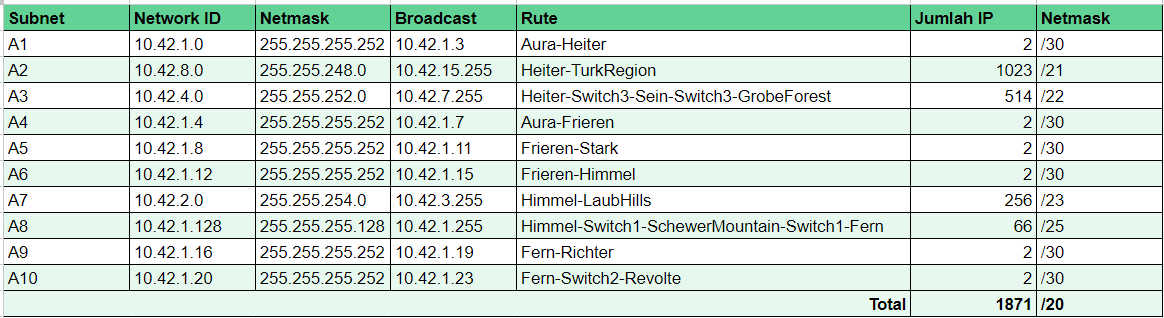 Subnet Network ID Netmask Broadcast Rute Jumlah IP Netmask
A1 10.42.1.0 255.255.255.252 10.42.1.3 Aura-Heiter 2 /30
A2 10.42.8.0 255.255.248.0 10.42.15.255 Heiter-TurkRegion 1023 /21
A3 10.42.4.0 255.255.252.0 10.42.7.255 Heiter-Switch3-Sein-Switch3-GrobeForest 514 /22
A4 10.42.1.4 255.255.255.252 10.42.1.7 Aura-Frieren 2 /30
A5 10.42.1.8 255.255.255.252 10.42.1.11 Frieren-Stark 2 /30
A6 10.42.1.12 255.255.255.252 10.42.1.15 Frieren-Himmel 2 /30
A7 10.42.2.0 255.255.254.0 10.42.3.255 Himmel-LaubHills 256 /23
A8 10.42.1.128 255.255.255.128 10.42.1.255 Himmel-Switch1-SchewerMountain-Switch1-Fern 66 /25
A9 10.42.1.16 255.255.255.252 10.42.1.19 Fern-Richter 2 /30
A10 10.42.1.20 255.255.255.252 10.42.1.23 Fern-Switch2-Revolte 2 /30
Total 1871 /20